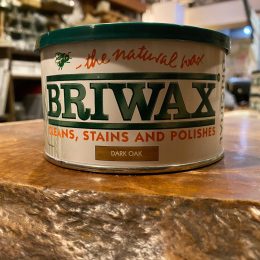 - the natural wax
BRIWAX
CLEANS, STAINS AND POLISHES
DARK OAK